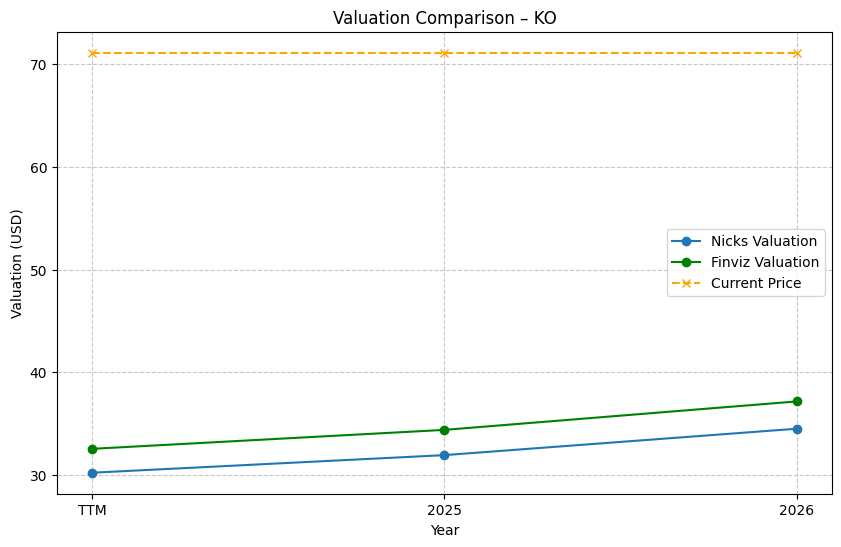 Valuation Comparison – KO
Valuation (USD)
70
60
50
40
30
Nicks Valuation
Finviz Valuation
Current Price
TTM
2025
2026
Year